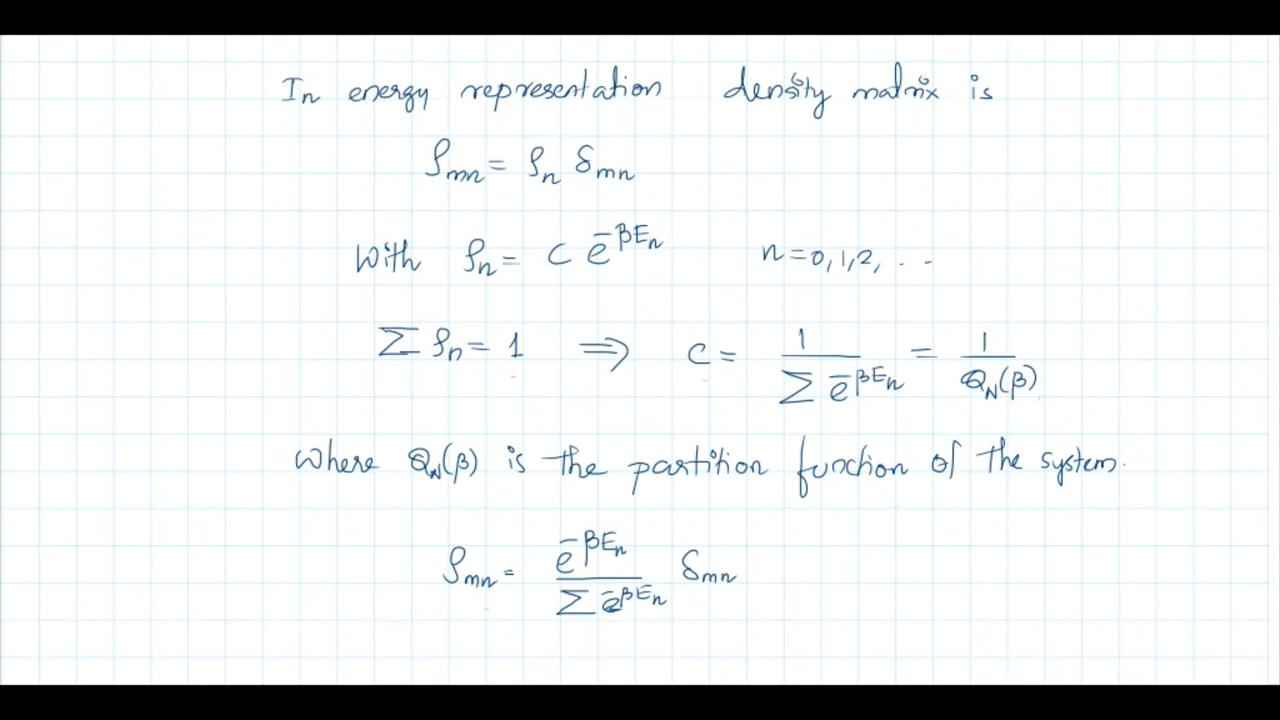 In energy representation density matrix is
ρmn = ρn δmn
With ρn = C e^-βEn n = 0, 1, 2, ...
Σ ρn = 1 ⟹ C = 1 / Σ e^-βEn = 1 / QN(β)
where QN(β) is the partition function of the system.
ρmn = e^-βEn / Σ e^-βEn δmn